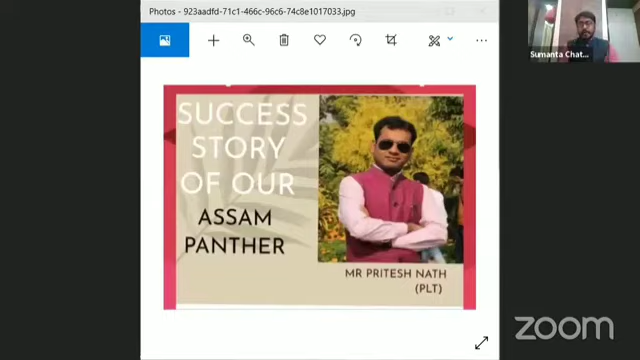 Photos - 923aadfd-71c1-466c-96c6-74c8e1017033.jpg
Sumanta Chat...
SUCCESS
STORY
OF OUR
ASSAM
PANTHER
MR PRITESH NATH
(PLT)
zoom